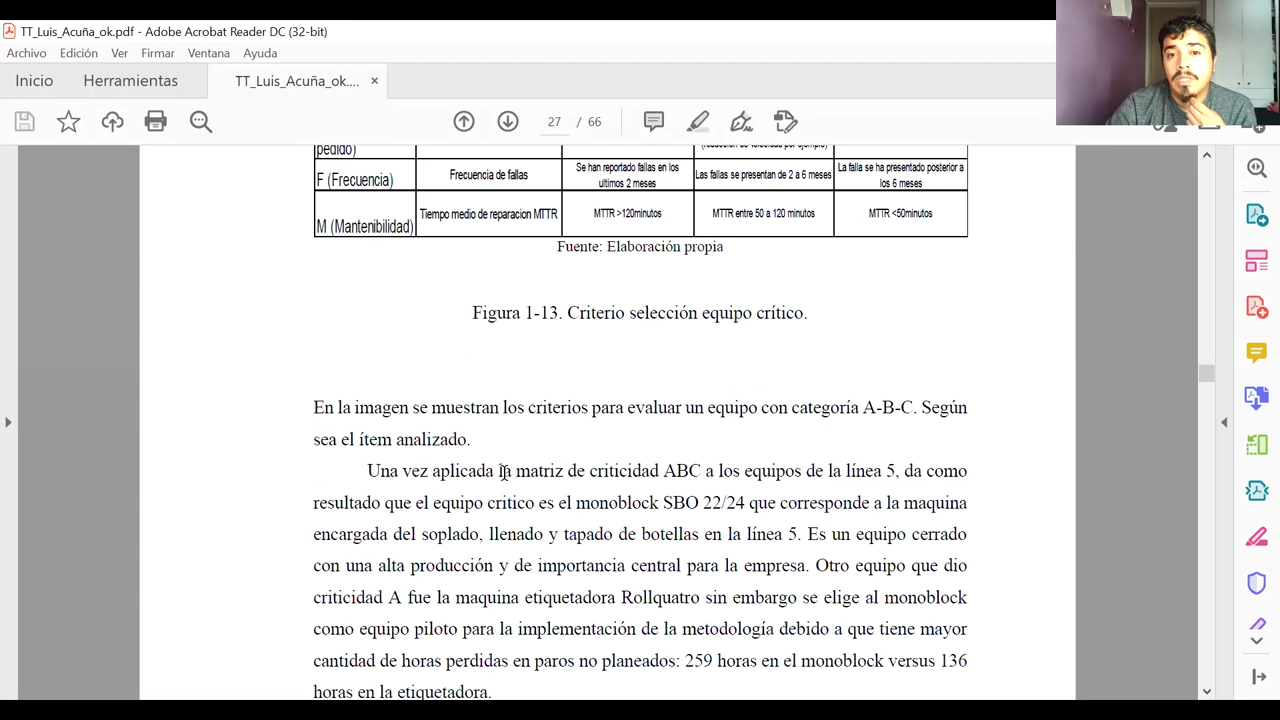 TT_Luis_Acuña_ok.pdf - Adobe Acrobat Reader DC (32-bit)
Archivo Edición Ver Firmar Ventana Ayuda
Inicio Herramientas TT_Luis_Acuña_ok.... ×
27 / 66
pedido)
F (Frecuencia) Frecuencia de fallas Se han reportado fallas en los ultimos 2 meses Las fallas se presentan de 2 a 6 meses La falla se ha presentado posterior a los 6 meses
M (Mantenibilidad) Tiempo medio de reparacion MTTR MTTR >120minutos MTTR entre 50 a 120 minutos MTTR <50minutos
Fuente: Elaboración propia
Figura 1-13. Criterio selección equipo crítico.
En la imagen se muestran los criterios para evaluar un equipo con categoría A-B-C. Según
sea el ítem analizado.
Una vez aplicada la matriz de criticidad ABC a los equipos de la línea 5, da como
resultado que el equipo critico es el monoblock SBO 22/24 que corresponde a la maquina
encargada del soplado, llenado y tapado de botellas en la línea 5. Es un equipo cerrado
con una alta producción y de importancia central para la empresa. Otro equipo que dio
criticidad A fue la maquina etiquetadora Rollquatro sin embargo se elige al monoblock
como equipo piloto para la implementación de la metodología debido a que tiene mayor
cantidad de horas perdidas en paros no planeados: 259 horas en el monoblock versus 136
horas en la etiquetadora.